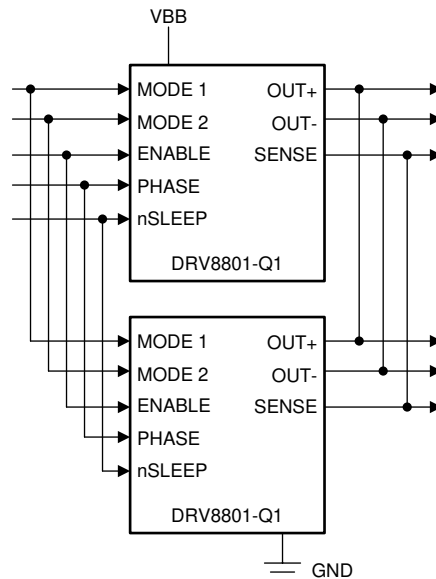 VBB
MODE 1 OUT+
MODE 2 OUT-
ENABLE SENSE
PHASE
nSLEEP
DRV8801-Q1
MODE 1 OUT+
MODE 2 OUT-
ENABLE SENSE
PHASE
nSLEEP
DRV8801-Q1
GND